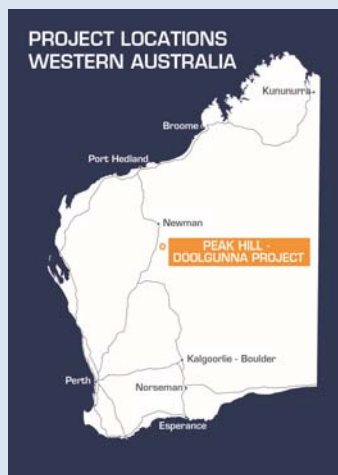 PROJECT LOCATIONS
WESTERN AUSTRALIA
Kununurra
Broome
Port Hedland
Newman
PEAK HILL -
DOOLGUNNA PROJECT
Kalgoorlie - Boulder
Perth
Norseman
Esperance